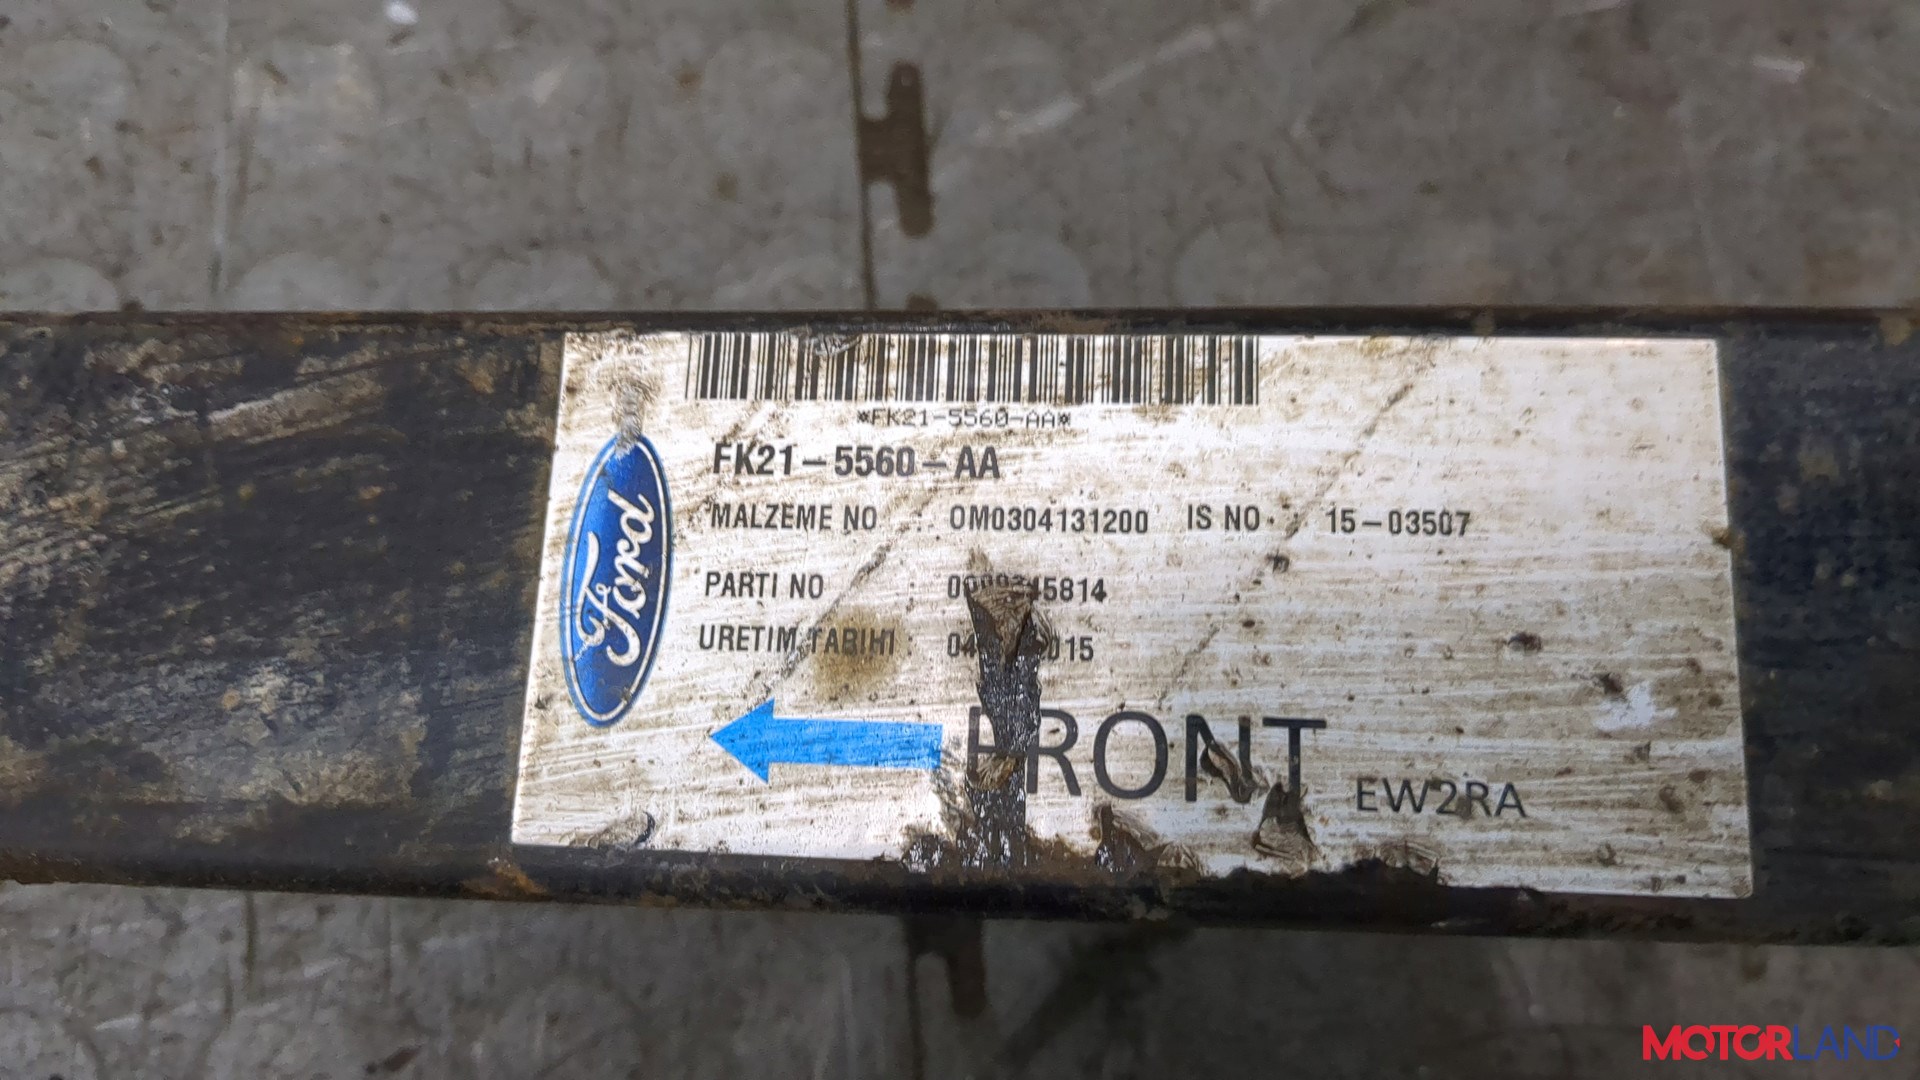 *FK21-5560-AA*
FK21-5560-AA
MALZEME NO : OM0304131200 IS NO : 15-03507
PARTI NO :
URETIM TARIHI :
Ford
FRONT EW2RA
MOTORLAND